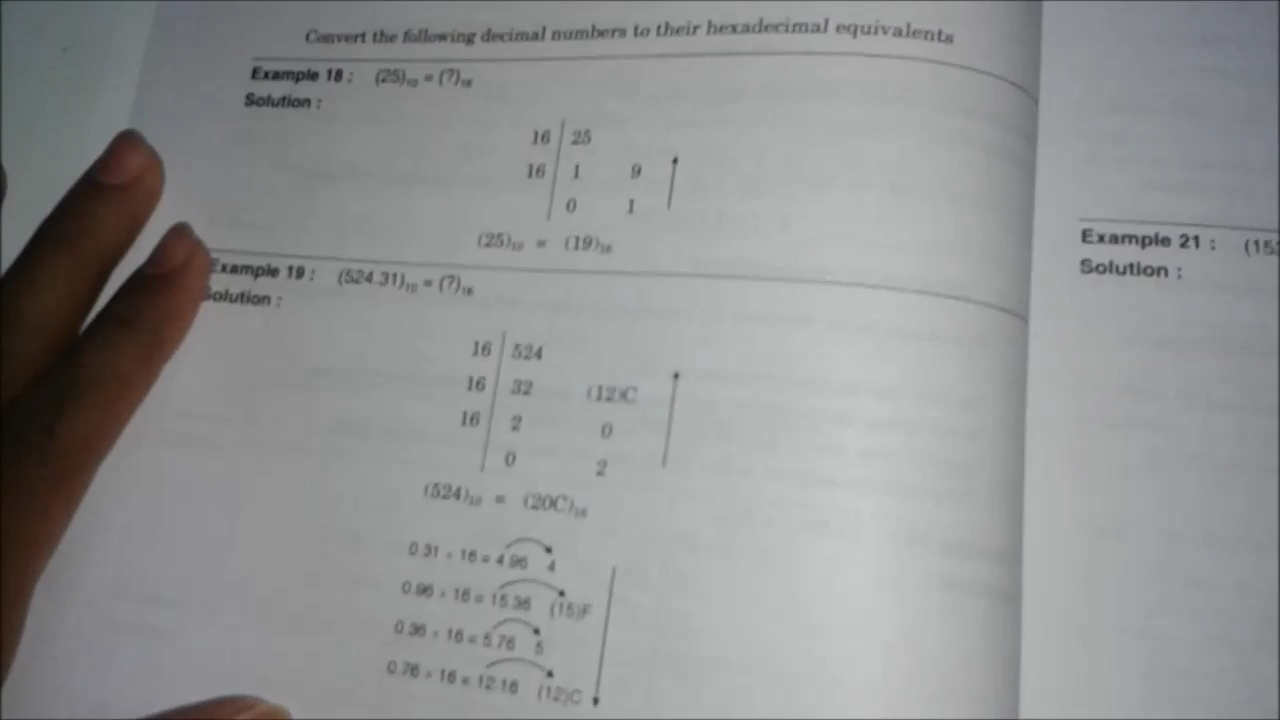 Convert the following decimal numbers to their hexadecimal equivalents
Example 18 : (25)₁₀ = (?)₁₆
Solution :
16 25
16 1 9
0 1
(25)₁₀ = (19)₁₆
Example 19 : (524.31)₁₀ = (?)₁₆
Solution :
16 524
16 32 (12)C
16 2 0
0 2
(524)₁₀ = (20C)₁₆
0.31 × 16 = 4.96 4
0.96 × 16 = 15.36 (15)F
0.36 × 16 = 5.76 5
0.76 × 16 = 12.16 (12)C
Example 21 : (15
Solution :